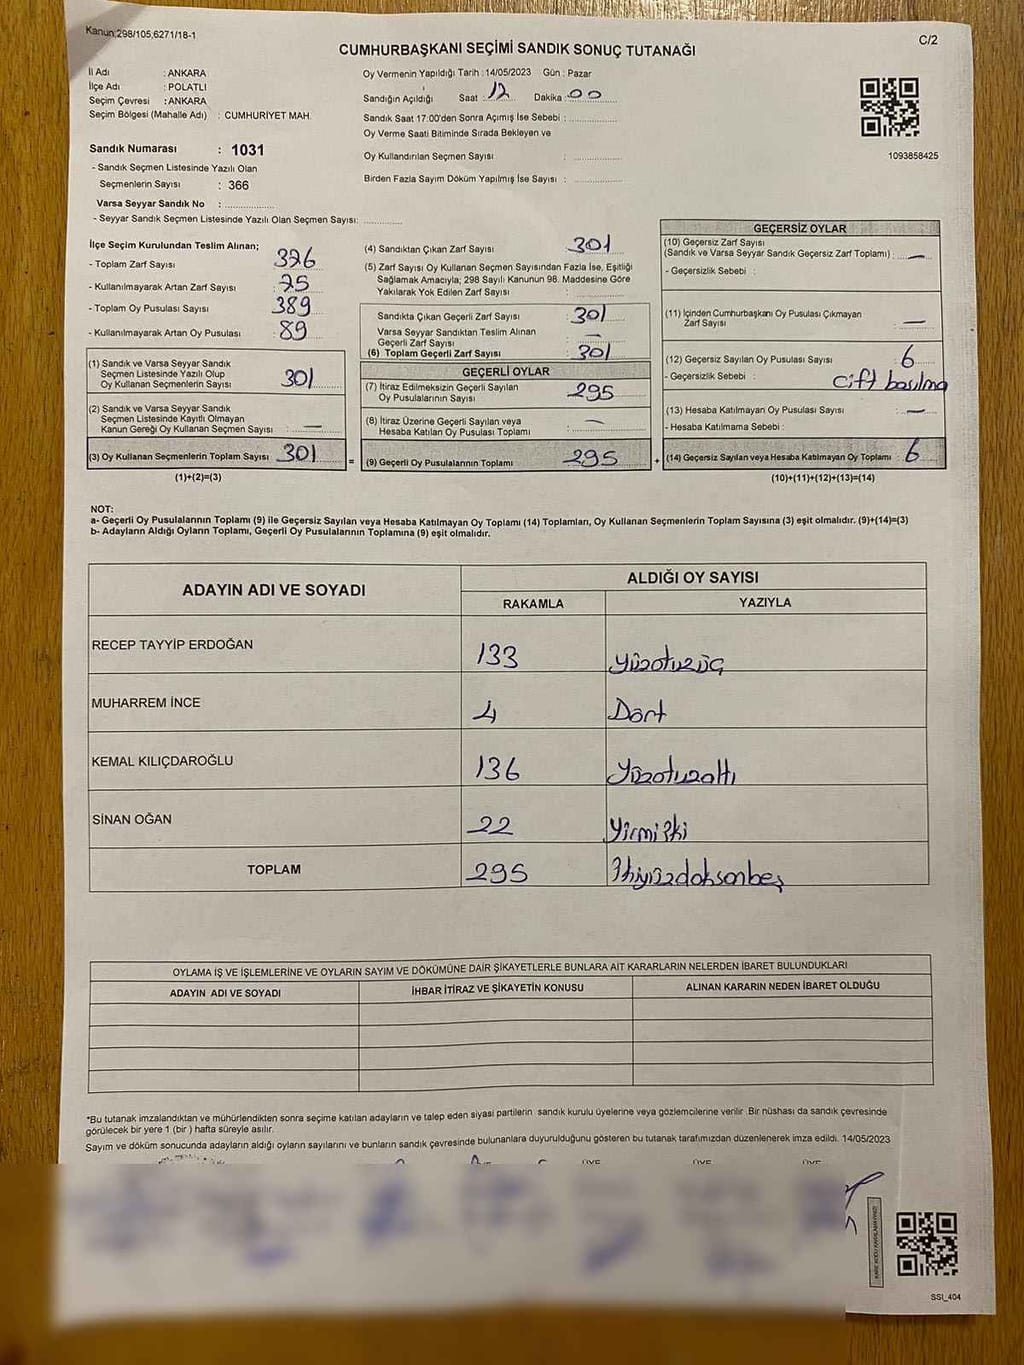 Kanun:298/105,6271/18-1
C/2
CUMHURBAŞKANI SEÇİMİ SANDIK SONUÇ TUTANAĞI
İl Adı : ANKARA
İlçe Adı : POLATLI
Seçim Çevresi : ANKARA
Seçim Bölgesi (Mahalle Adı) : CUMHURİYET MAH.
Sandık Numarası : 1031
- Sandık Seçmen Listesinde Yazılı Olan
Seçmenlerin Sayısı : 366
Varsa Seyyar Sandık No :
- Seyyar Sandık Seçmen Listesinde Yazılı Olan Seçmen Sayısı:
Oy Vermenin Yapıldığı Tarih : 14/05/2023 Gün : Pazar
Sandığın Açıldığı Saat : 12 Dakika : 00
Sandık Saat 17:00'den Sonra Açımış İse Sebebi :
Oy Verme Saati Bitiminde Sırada Bekleyen ve
Oy Kullandırılan Seçmen Sayısı :
Birden Fazla Sayım Döküm Yapılmış İse Sayısı :
1093858425
İlçe Seçim Kurulundan Teslim Alınan;
- Toplam Zarf Sayısı : 376
- Kullanılmayarak Artan Zarf Sayısı : 75
- Toplam Oy Pusulası Sayısı : 389
- Kullanılmayarak Artan Oy Pusulası : 89
(1) Sandık ve Varsa Seyyar Sandık
Seçmen Listesinde Yazılı Olup
Oy Kullanan Seçmenlerin Sayısı : 301
(2) Sandık ve Varsa Seyyar Sandık
Seçmen Listesinde Kayıtlı Olmayan
Kanun Gereği Oy Kullanan Seçmen Sayısı : —
(3) Oy Kullanan Seçmenlerin Toplam Sayısı : 301
(1)+(2)=(3)
(4) Sandıktan Çıkan Zarf Sayısı : 301
(5) Zarf Sayısı Oy Kullanan Seçmen Sayısından Fazla İse, Eşitliği
Sağlamak Amacıyla; 298 Sayılı Kanunun 98. Maddesine Göre
Yakılarak Yok Edilen Zarf Sayısı :
Sandıkta Çıkan Geçerli Zarf Sayısı : 301
Varsa Seyyar Sandıktan Teslim Alınan
Geçerli Zarf Sayısı : —
(6) Toplam Geçerli Zarf Sayısı : 301
GEÇERLİ OYLAR
(7) İtiraz Edilmeksizin Geçerli Sayılan
Oy Pusulalarının Sayısı : 295
(8) İtiraz Üzerine Geçerli Sayılan veya
Hesaba Katılan Oy Pusulası Toplamı : —
= (9) Geçerli Oy Pusulalarının Toplamı : 295 +
GEÇERSİZ OYLAR
(10) Geçersiz Zarf Sayısı
(Sandık ve Varsa Seyyar Sandık Geçersiz Zarf Toplamı) : —
- Geçersizlik Sebebi :
(11) İçinden Cumhurbaşkanı Oy Pusulası Çıkmayan
Zarf Sayısı : —
(12) Geçersiz Sayılan Oy Pusulası Sayısı : 6
- Geçersizlik Sebebi : çift basılma
(13) Hesaba Katılmayan Oy Pusulası Sayısı : —
- Hesaba Katılmama Sebebi :
(14) Geçersiz Sayılan veya Hesaba Katılmayan Oy Toplamı : 6
(10)+(11)+(12)+(13)=(14)
NOT:
a- Geçerli Oy Pusulalarının Toplamı (9) ile Geçersiz Sayılan veya Hesaba Katılmayan Oy Toplamı (14) Toplamları, Oy Kullanan Seçmenlerin Toplam Sayısına (3) eşit olmalıdır. (9)+(14)=(3)
b- Adayların Aldığı Oyların Toplamı, Geçerli Oy Pusulalarının Toplamına (9) eşit olmalıdır.
ADAYIN ADI VE SOYADI
ALDIĞI OY SAYISI
RAKAMLA YAZIYLA
RECEP TAYYİP ERDOĞAN 133 Yüzotuzüç
MUHARREM İNCE 4 Dört
KEMAL KILIÇDAROĞLU 136 Yüzotuzaltı
SİNAN OĞAN 22 Yirmiiki
TOPLAM 295 İkiyüzdoksanbeş
OYLAMA İŞ VE İŞLEMLERİNE VE OYLARIN SAYIM VE DÖKÜMÜNE DAİR ŞİKAYETLERLE BUNLARA AİT KARARLARIN NELERDEN İBARET BULUNDUKLARI
ADAYIN ADI VE SOYADI İHBAR İTİRAZ VE ŞİKAYETİN KONUSU ALINAN KARARIN NEDEN İBARET OLDUĞU
*Bu tutanak imzalandıktan ve mühürlendikten sonra seçime katılan adayların ve talep eden siyasi partilerin sandık kurulu üyelerine veya gözlemcilerine verilir .Bir nüshası da sandık çevresinde
görülecek bir yere 1 (bir ) hafta süreyle asılır.
Sayım ve döküm sonucunda adayların aldığı oyların sayılarını ve bunların sandık çevresinde bulunanlara duyurulduğunu gösteren bu tutanak tarafımızdan düzenlenerek imza edildi. 14/05/2023
ÜYE ÜYE ÜYE
SSI_404